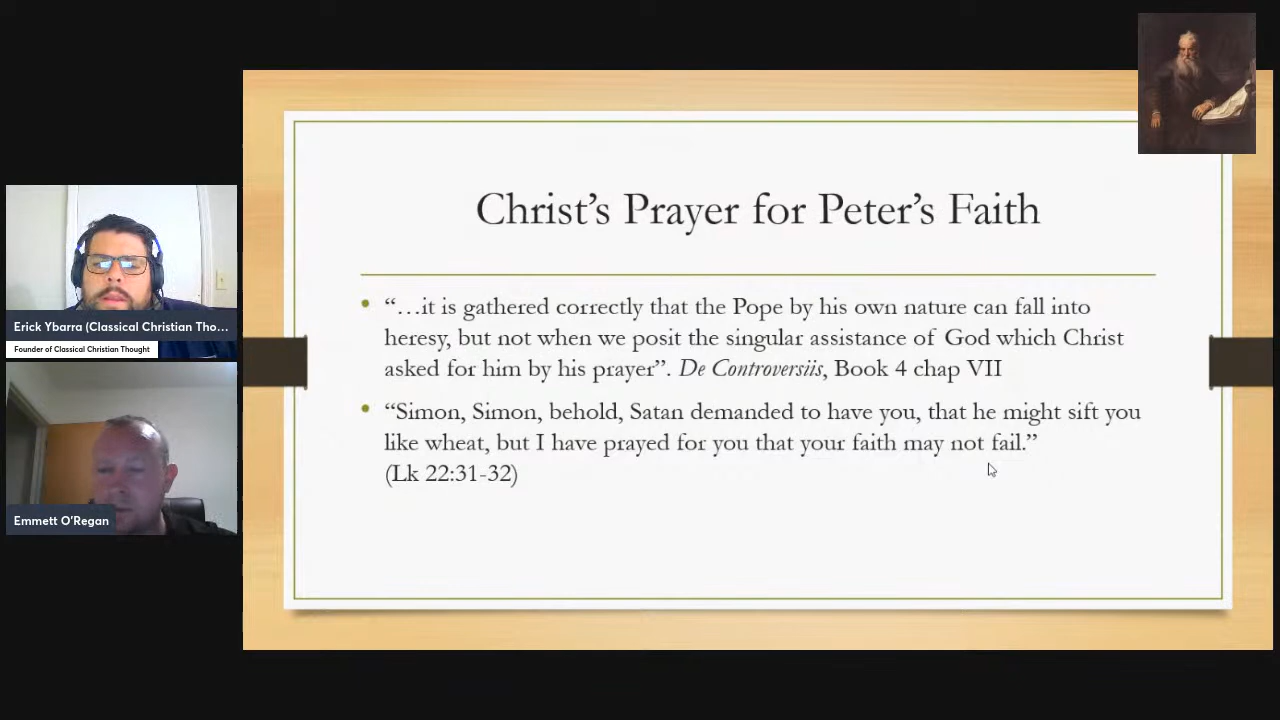 Christ’s Prayer for Peter’s Faith
• “…it is gathered correctly that the Pope by his own nature can fall into
heresy, but not when we posit the singular assistance of God which Christ
asked for him by his prayer”. De Controversiis, Book 4 chap VII
• “Simon, Simon, behold, Satan demanded to have you, that he might sift you
like wheat, but I have prayed for you that your faith may not fail.”
(Lk 22:31-32)
Erick Ybarra (Classical Christian Tho...
Founder of Classical Christian Thought
Emmett O'Regan